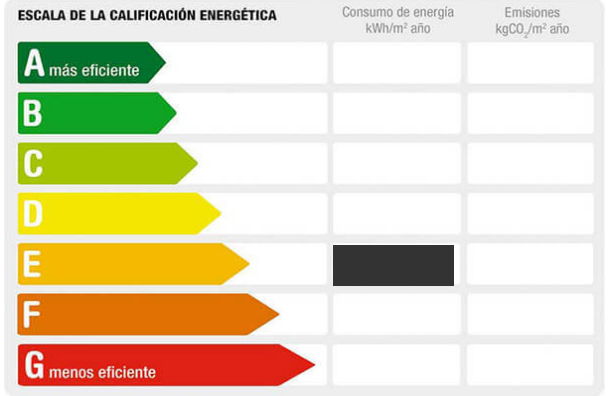 ESCALA DE LA CALIFICACIÓN ENERGÉTICA
Consumo de energía
kWh/m² año
Emisiones
kgCO₂/m² año
A más eficiente
B
C
D
E
F
G menos eficiente